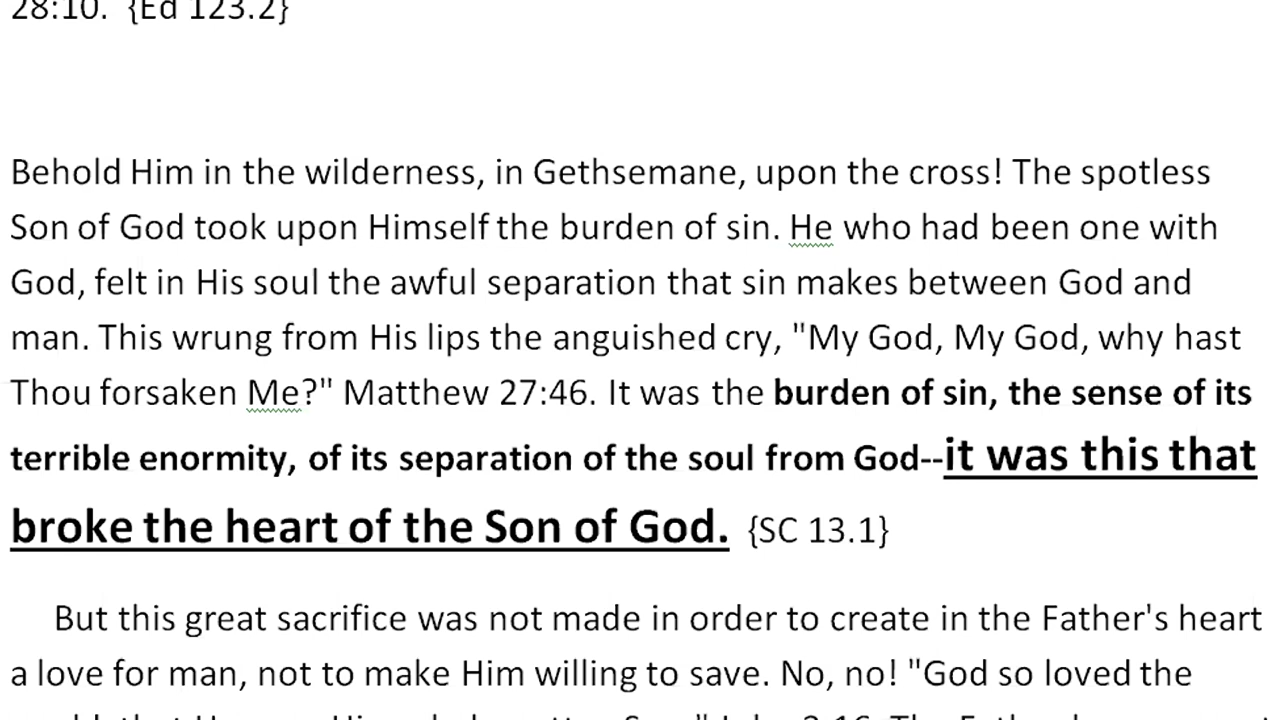 28:10. {Ed 123.2}
Behold Him in the wilderness, in Gethsemane, upon the cross! The spotless
Son of God took upon Himself the burden of sin. He who had been one with
God, felt in His soul the awful separation that sin makes between God and
man. This wrung from His lips the anguished cry, "My God, My God, why hast
Thou forsaken Me?" Matthew 27:46. It was the burden of sin, the sense of its
terrible enormity, of its separation of the soul from God--it was this that
broke the heart of the Son of God. {SC 13.1}
But this great sacrifice was not made in order to create in the Father's heart
a love for man, not to make Him willing to save. No, no! "God so loved the